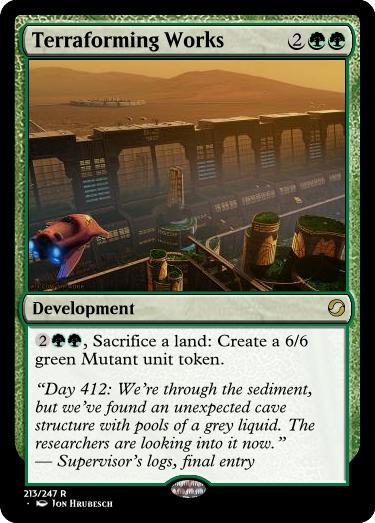 Terraforming Works 2
Development
2, Sacrifice a land: Create a 6/6
green Mutant unit token.
“Day 412: We’re through the sediment,
but we’ve found an unexpected cave
structure with pools of a grey liquid. The
researchers are looking into it now.”
— Supervisor’s logs, final entry
213/247 R
· Jon Hrubesch